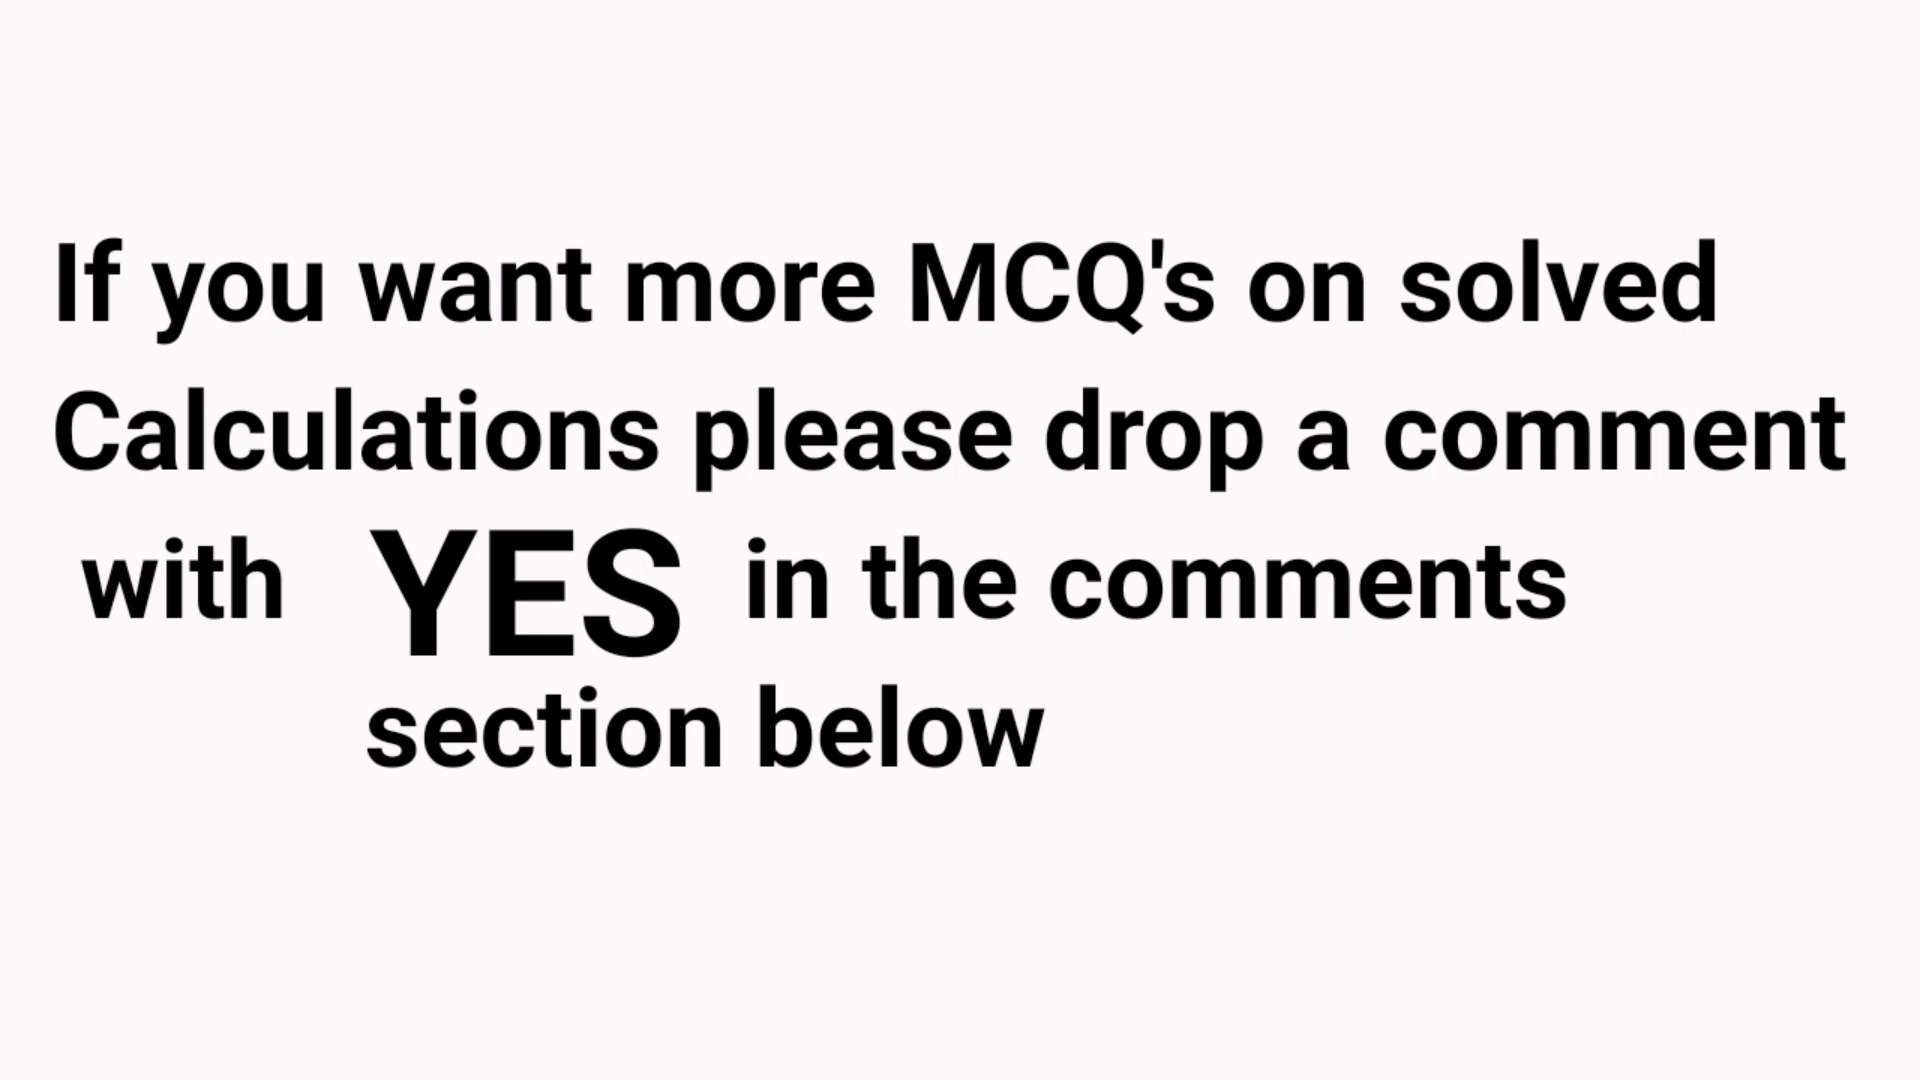 If you want more MCQ's on solved
Calculations please drop a comment
with YES in the comments
section below